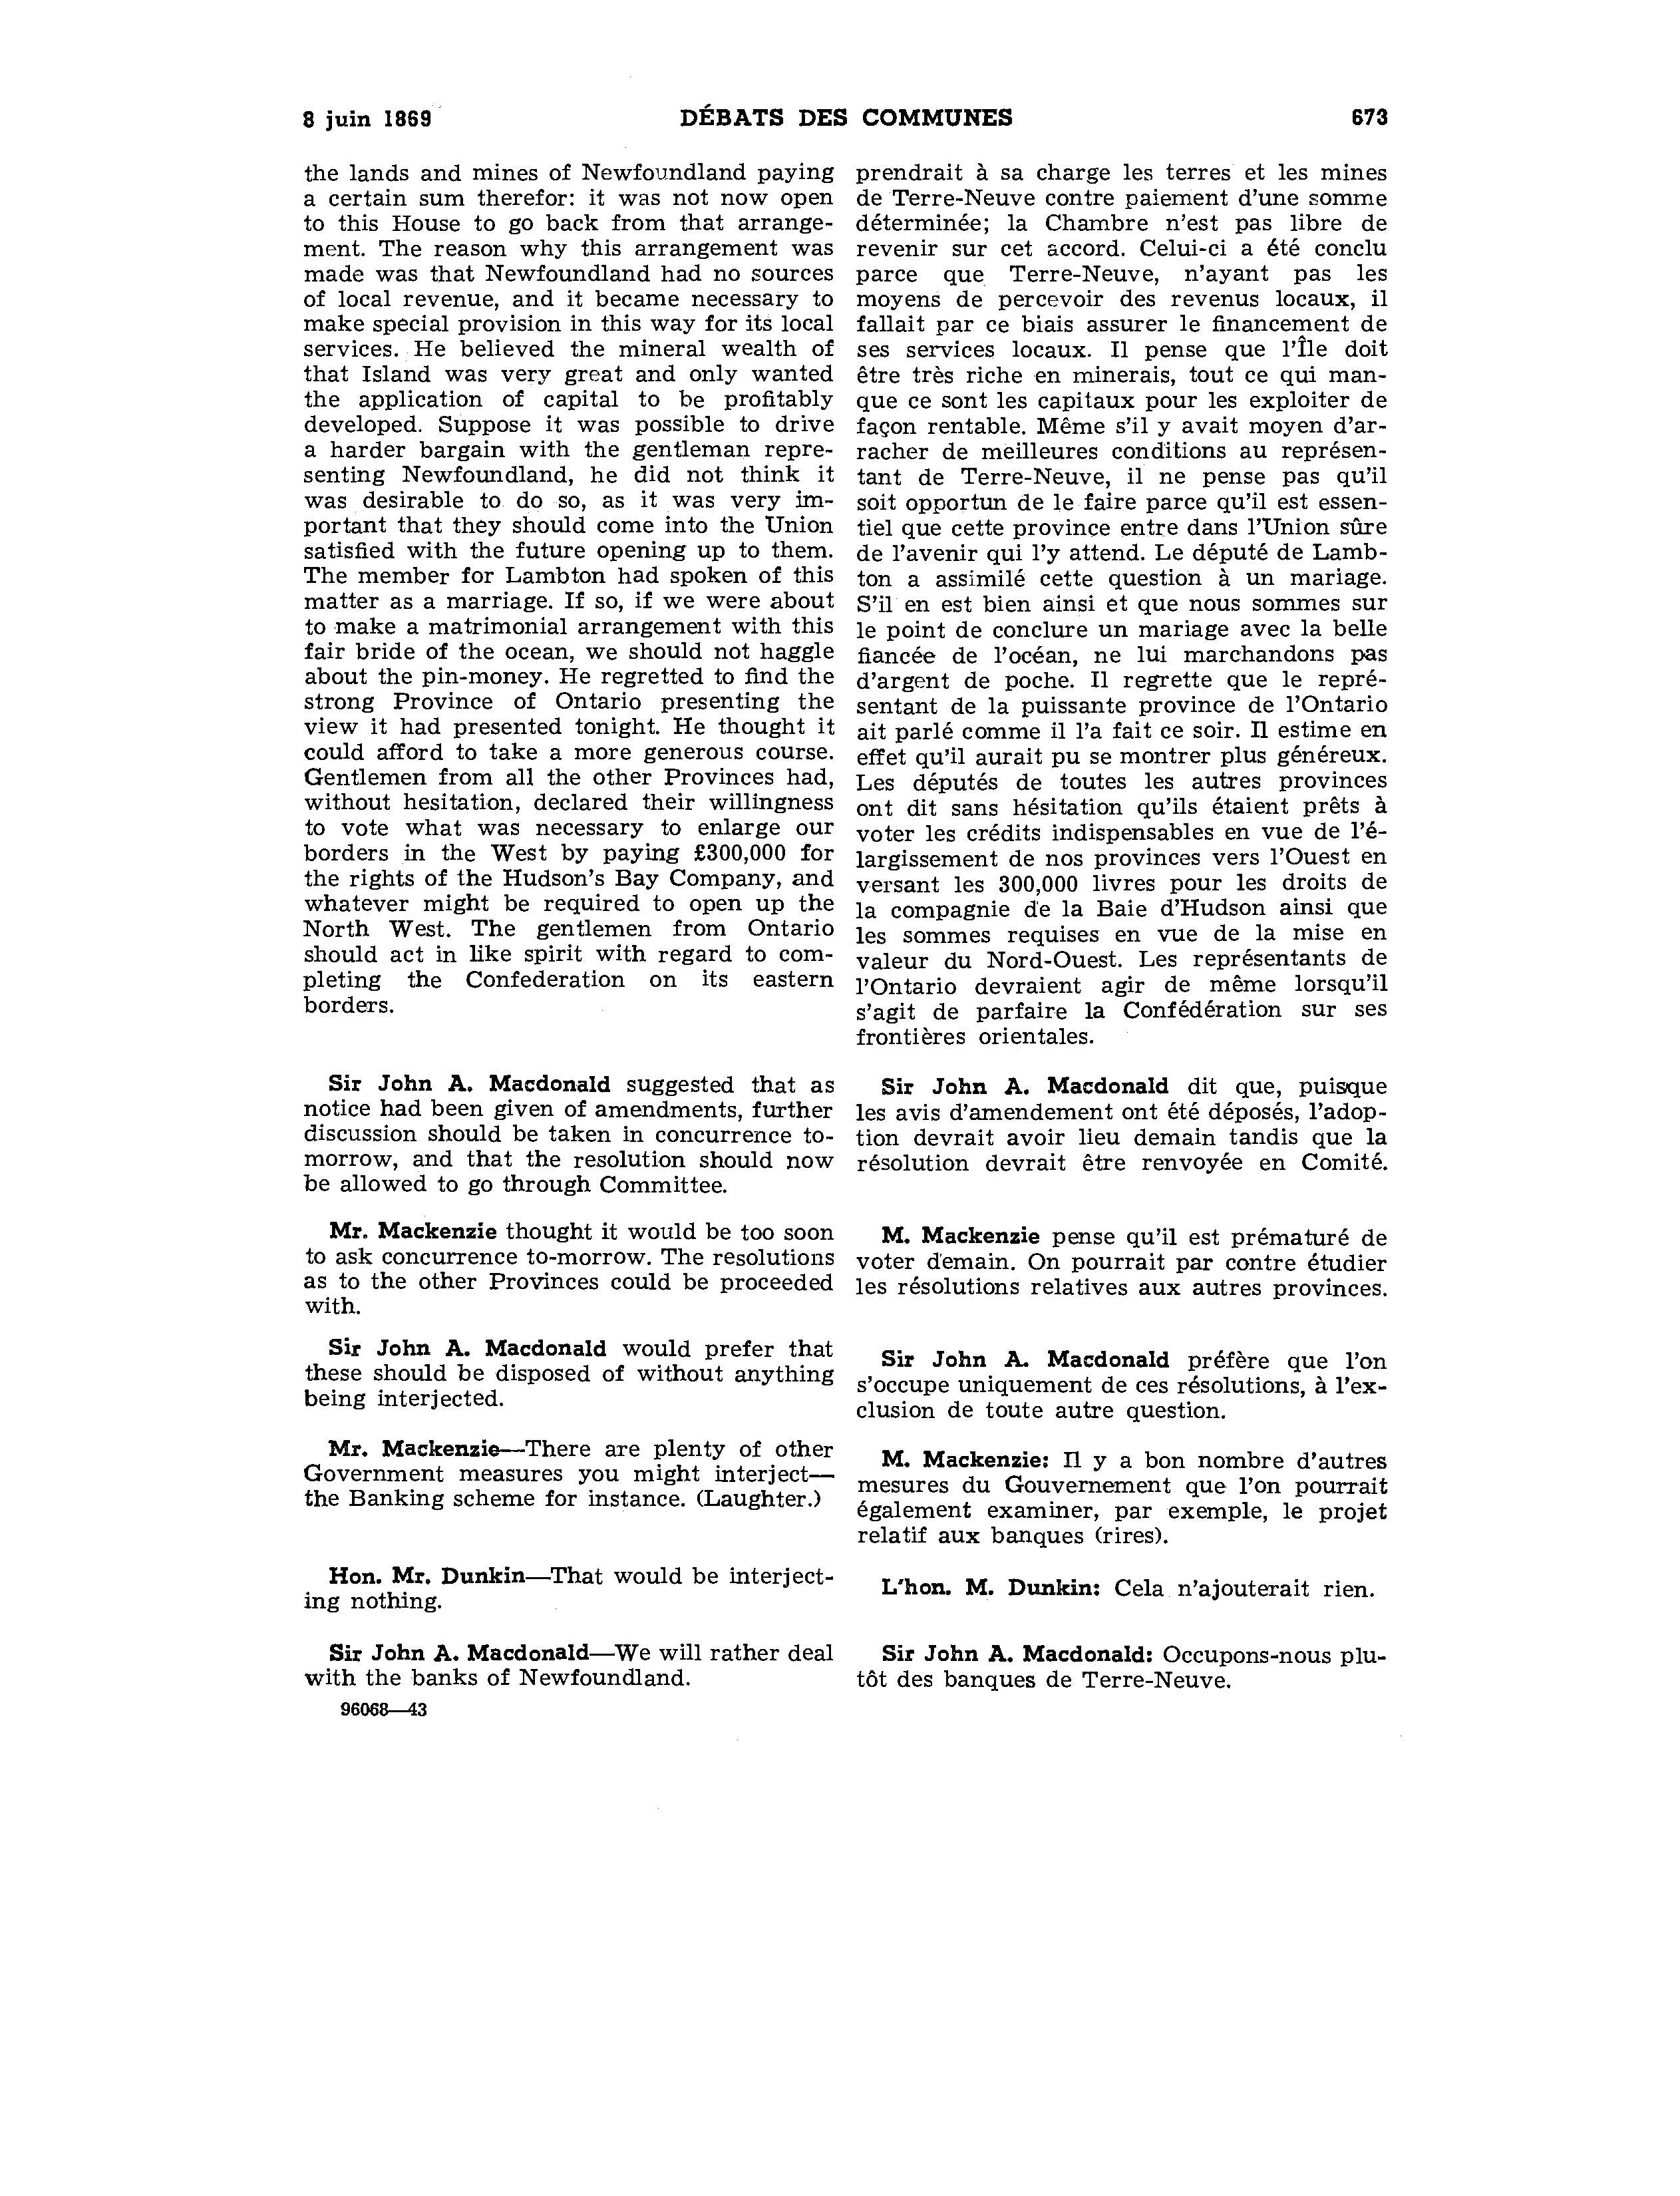 8 juin 1869 DÉBATS DES COMMUNES 673
the lands and mines of Newfoundland paying
a certain sum therefor: it was not now open
to this House to go back from that arrange-
ment. The reason why this arrangement was
made was that Newfoundland had no sources
of local revenue, and it became necessary to
make special provision in this way for its local
services. He believed the mineral wealth of
that Island was very great and only wanted
the application of capital to be profitably
developed. Suppose it was possible to drive
a harder bargain with the gentleman repre-
senting Newfoundland, he did not think it
was desirable to do so, as it was very im-
portant that they should come into the Union
satisfied with the future opening up to them.
The member for Lambton had spoken of this
matter as a marriage. If so, if we were about
to make a matrimonial arrangement with this
fair bride of the ocean, we should not haggle
about the pin-money. He regretted to find the
strong Province of Ontario presenting the
view it had presented tonight. He thought it
could afford to take a more generous course.
Gentlemen from all the other Provinces had,
without hesitation, declared their willingness
to vote what was necessary to enlarge our
borders in the West by paying £300,000 for
the rights of the Hudson's Bay Company, and
whatever might be required to open up the
North West. The gentlemen from Ontario
should act in like spirit with regard to com-
pleting the Confederation on its eastern
borders.
Sir John A. Macdonald suggested that as
notice had been given of amendments, further
discussion should be taken in concurrence to-
morrow, and that the resolution should now
be allowed to go through Committee.
Mr. Mackenzie thought it would be too soon
to ask concurrence to-morrow. The resolutions
as to the other Provinces could be proceeded
with.
Sir John A. Macdonald would prefer that
these should be disposed of without anything
being interjected.
Mr. Mackenzie—There are plenty of other
Government measures you might interject—
the Banking scheme for instance. (Laughter.)
Hon. Mr. Dunkin—That would be interject-
ing nothing.
Sir John A. Macdonald—We will rather deal
with the banks of Newfoundland.
96068—43
prendrait à sa charge les terres et les mines
de Terre-Neuve contre paiement d'une somme
déterminée; la Chambre n'est pas libre de
revenir sur cet accord. Celui-ci a été conclu
parce que Terre-Neuve, n'ayant pas les
moyens de percevoir des revenus locaux, il
fallait par ce biais assurer le financement de
ses services locaux. Il pense que l'Île doit
être très riche en minerais, tout ce qui man-
que ce sont les capitaux pour les exploiter de
façon rentable. Même s'il y avait moyen d'ar-
racher de meilleures conditions au représen-
tant de Terre-Neuve, il ne pense pas qu'il
soit opportun de le faire parce qu'il est essen-
tiel que cette province entre dans l'Union sûre
de l'avenir qui l'y attend. Le député de Lamb-
ton a assimilé cette question à un mariage.
S'il en est bien ainsi et que nous sommes sur
le point de conclure un mariage avec la belle
fiancée de l'océan, ne lui marchandons pas
d'argent de poche. Il regrette que le repré-
sentant de la puissante province de l'Ontario
ait parlé comme il l'a fait ce soir. Il estime en
effet qu'il aurait pu se montrer plus généreux.
Les députés de toutes les autres provinces
ont dit sans hésitation qu'ils étaient prêts à
voter les crédits indispensables en vue de l'é-
largissement de nos provinces vers l'Ouest en
versant les 300,000 livres pour les droits de
la compagnie de la Baie d'Hudson ainsi que
les sommes requises en vue de la mise en
valeur du Nord-Ouest. Les représentants de
l'Ontario devraient agir de même lorsqu'il
s'agit de parfaire la Confédération sur ses
frontières orientales.
Sir John A. Macdonald dit que, puisque
les avis d'amendement ont été déposés, l'adop-
tion devrait avoir lieu demain tandis que la
résolution devrait être renvoyée en Comité.
M. Mackenzie pense qu'il est prématuré de
voter demain. On pourrait par contre étudier
les résolutions relatives aux autres provinces.
Sir John A. Macdonald préfère que l'on
s'occupe uniquement de ces résolutions, à l'ex-
clusion de toute autre question.
M. Mackenzie: Il y a bon nombre d'autres
mesures du Gouvernement que l'on pourrait
également examiner, par exemple, le projet
relatif aux banques (rires).
L'hon. M. Dunkin: Cela n'ajouterait rien.
Sir John A. Macdonald: Occupons-nous plu-
tôt des banques de Terre-Neuve.